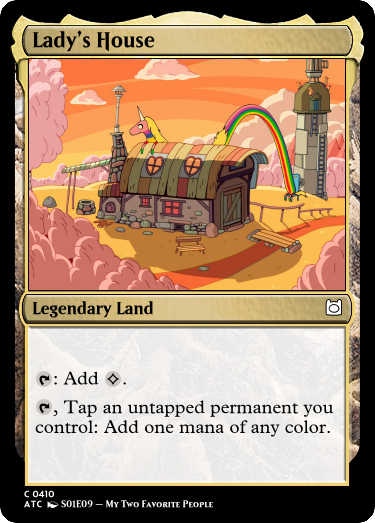 Lady's House
Legendary Land
: Add .
, Tap an untapped permanent you
control: Add one mana of any color.
C 0410
ATC S01E09 – My Two Favorite People